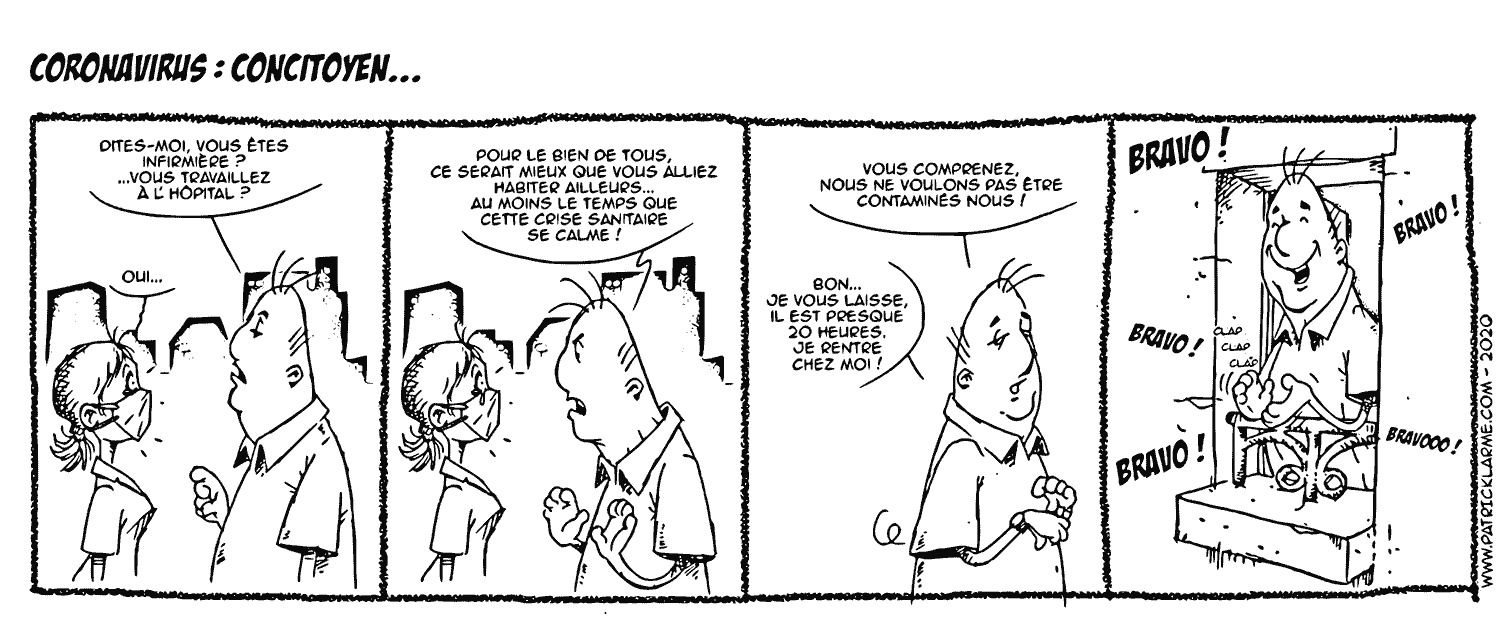 CORONAVIRUS : CONCITOYEN...
DITES-MOI, VOUS ÊTES
INFIRMIÈRE ?
...VOUS TRAVAILLEZ
À L' HÔPITAL ?
OUI...
POUR LE BIEN DE TOUS,
CE SERAIT MIEUX QUE VOUS ALLIEZ
HABITER AILLEURS...
AU MOINS LE TEMPS QUE
CETTE CRISE SANITAIRE
SE CALME !
VOUS COMPRENEZ,
NOUS NE VOULONS PAS ÊTRE
CONTAMINÉS NOUS !
BON...
JE VOUS LAISSE,
IL EST PRESQUE
20 HEURES.
JE RENTRE
CHEZ MOI !
BRAVO !
BRAVO !
BRAVO !
CLAP
CLAP
CLAP
BRAVO !
BRAVOOO !
WWW.PATRICKLARME.COM - 2020